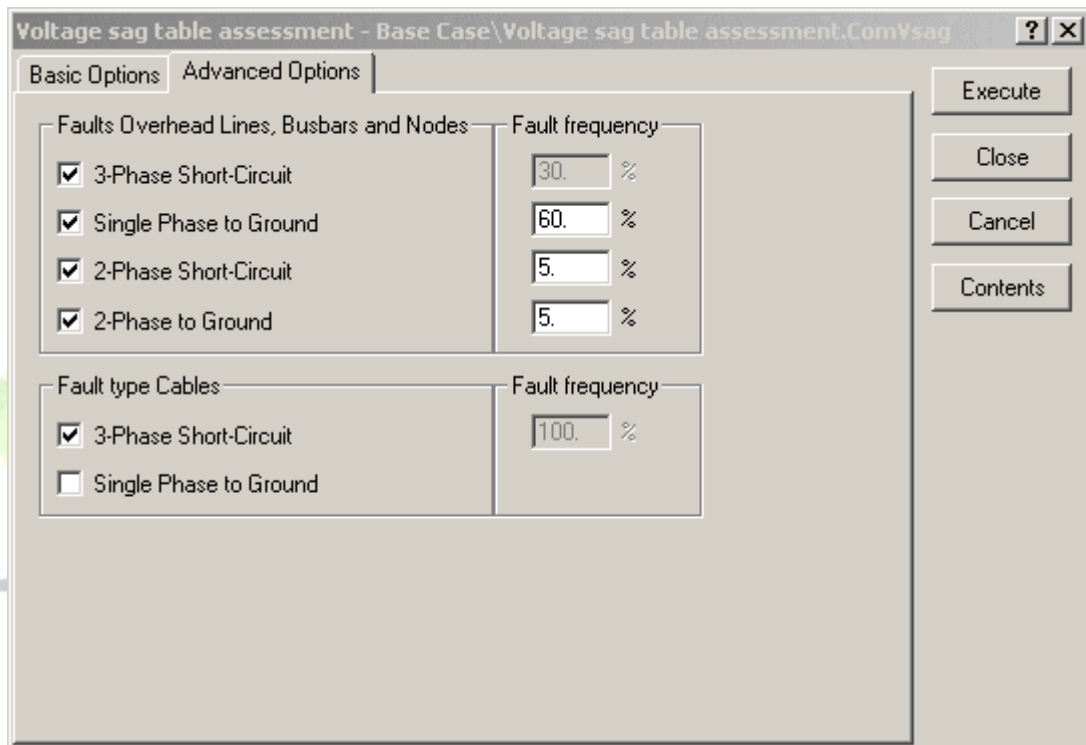 Voltage sag table assessment - Base Case\Voltage sag table assessment.ComVsag
Basic Options
Advanced Options
Execute
Close
Cancel
Contents
Faults Overhead Lines, Busbars and Nodes
Fault frequency
3-Phase Short-Circuit
30. %
Single Phase to Ground
60. %
2-Phase Short-Circuit
5. %
2-Phase to Ground
5. %
Fault type Cables
Fault frequency
3-Phase Short-Circuit
100. %
Single Phase to Ground